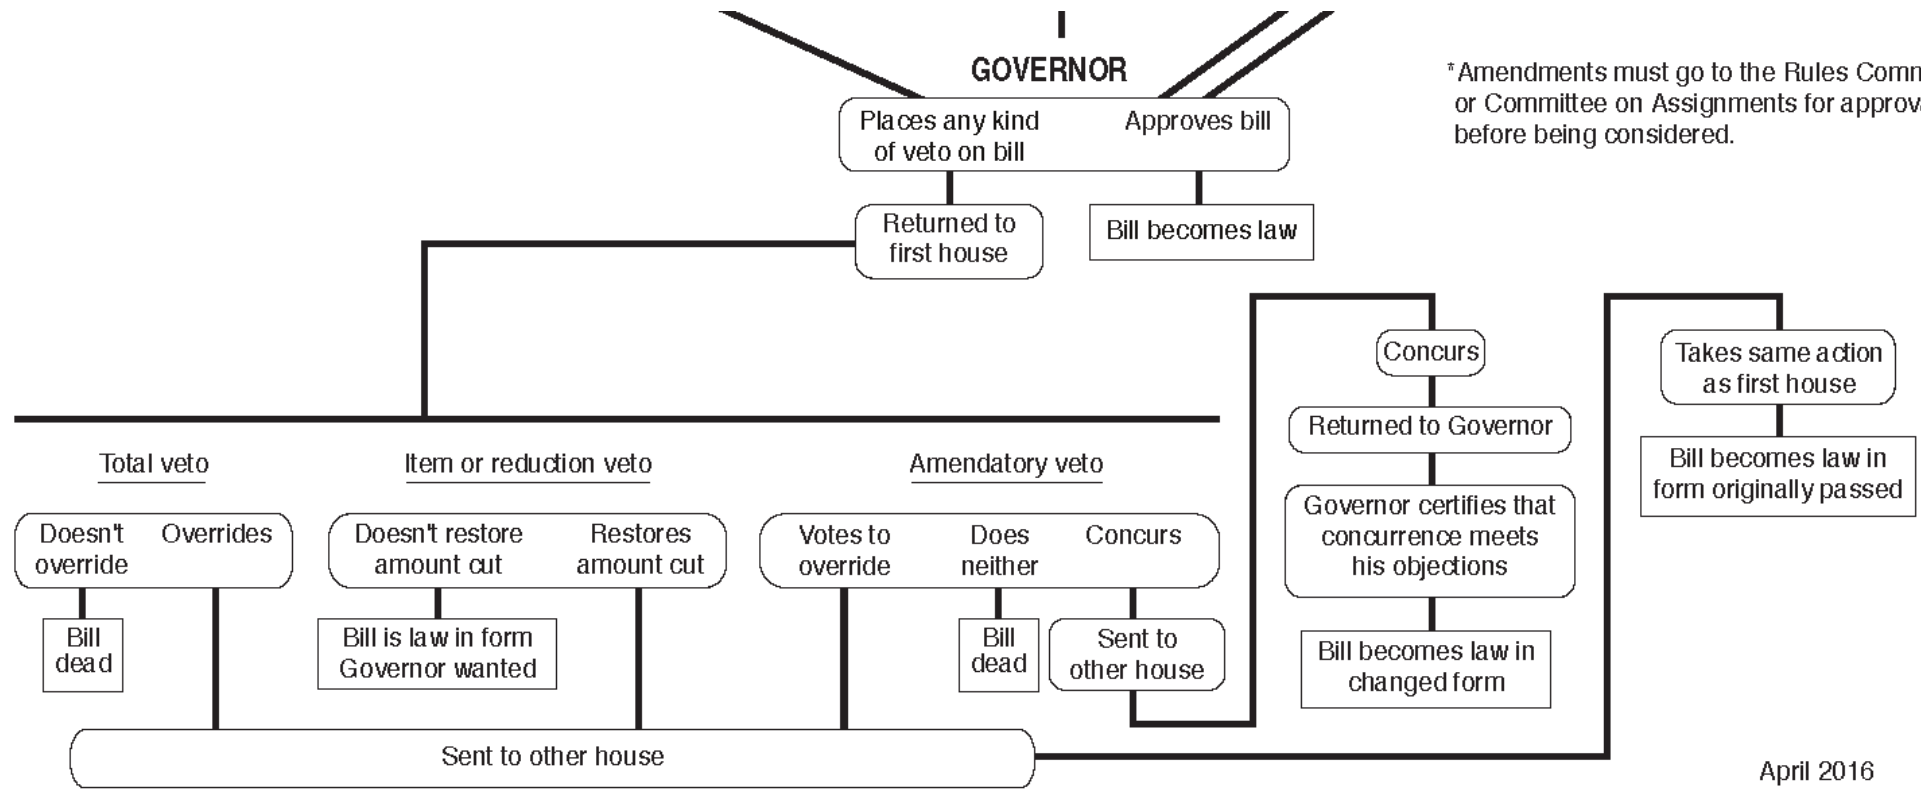 GOVERNOR
*Amendments must go to the Rules Comm
or Committee on Assignments for approva
before being considered.
Places any kind
of veto on bill
Approves bill
Returned to
first house
Bill becomes law
Concurs
Returned to Governor
Governor certifies that
concurrence meets
his objections
Bill becomes law in
changed form
Takes same action
as first house
Bill becomes law in
form originally passed
Total veto
Item or reduction veto
Amendatory veto
Doesn't
override
Overrides
Doesn't restore
amount cut
Restores
amount cut
Votes to
override
Does
neither
Concurs
Bill
dead
Bill is law in form
Governor wanted
Bill
dead
Sent to
other house
Sent to other house
April 2016